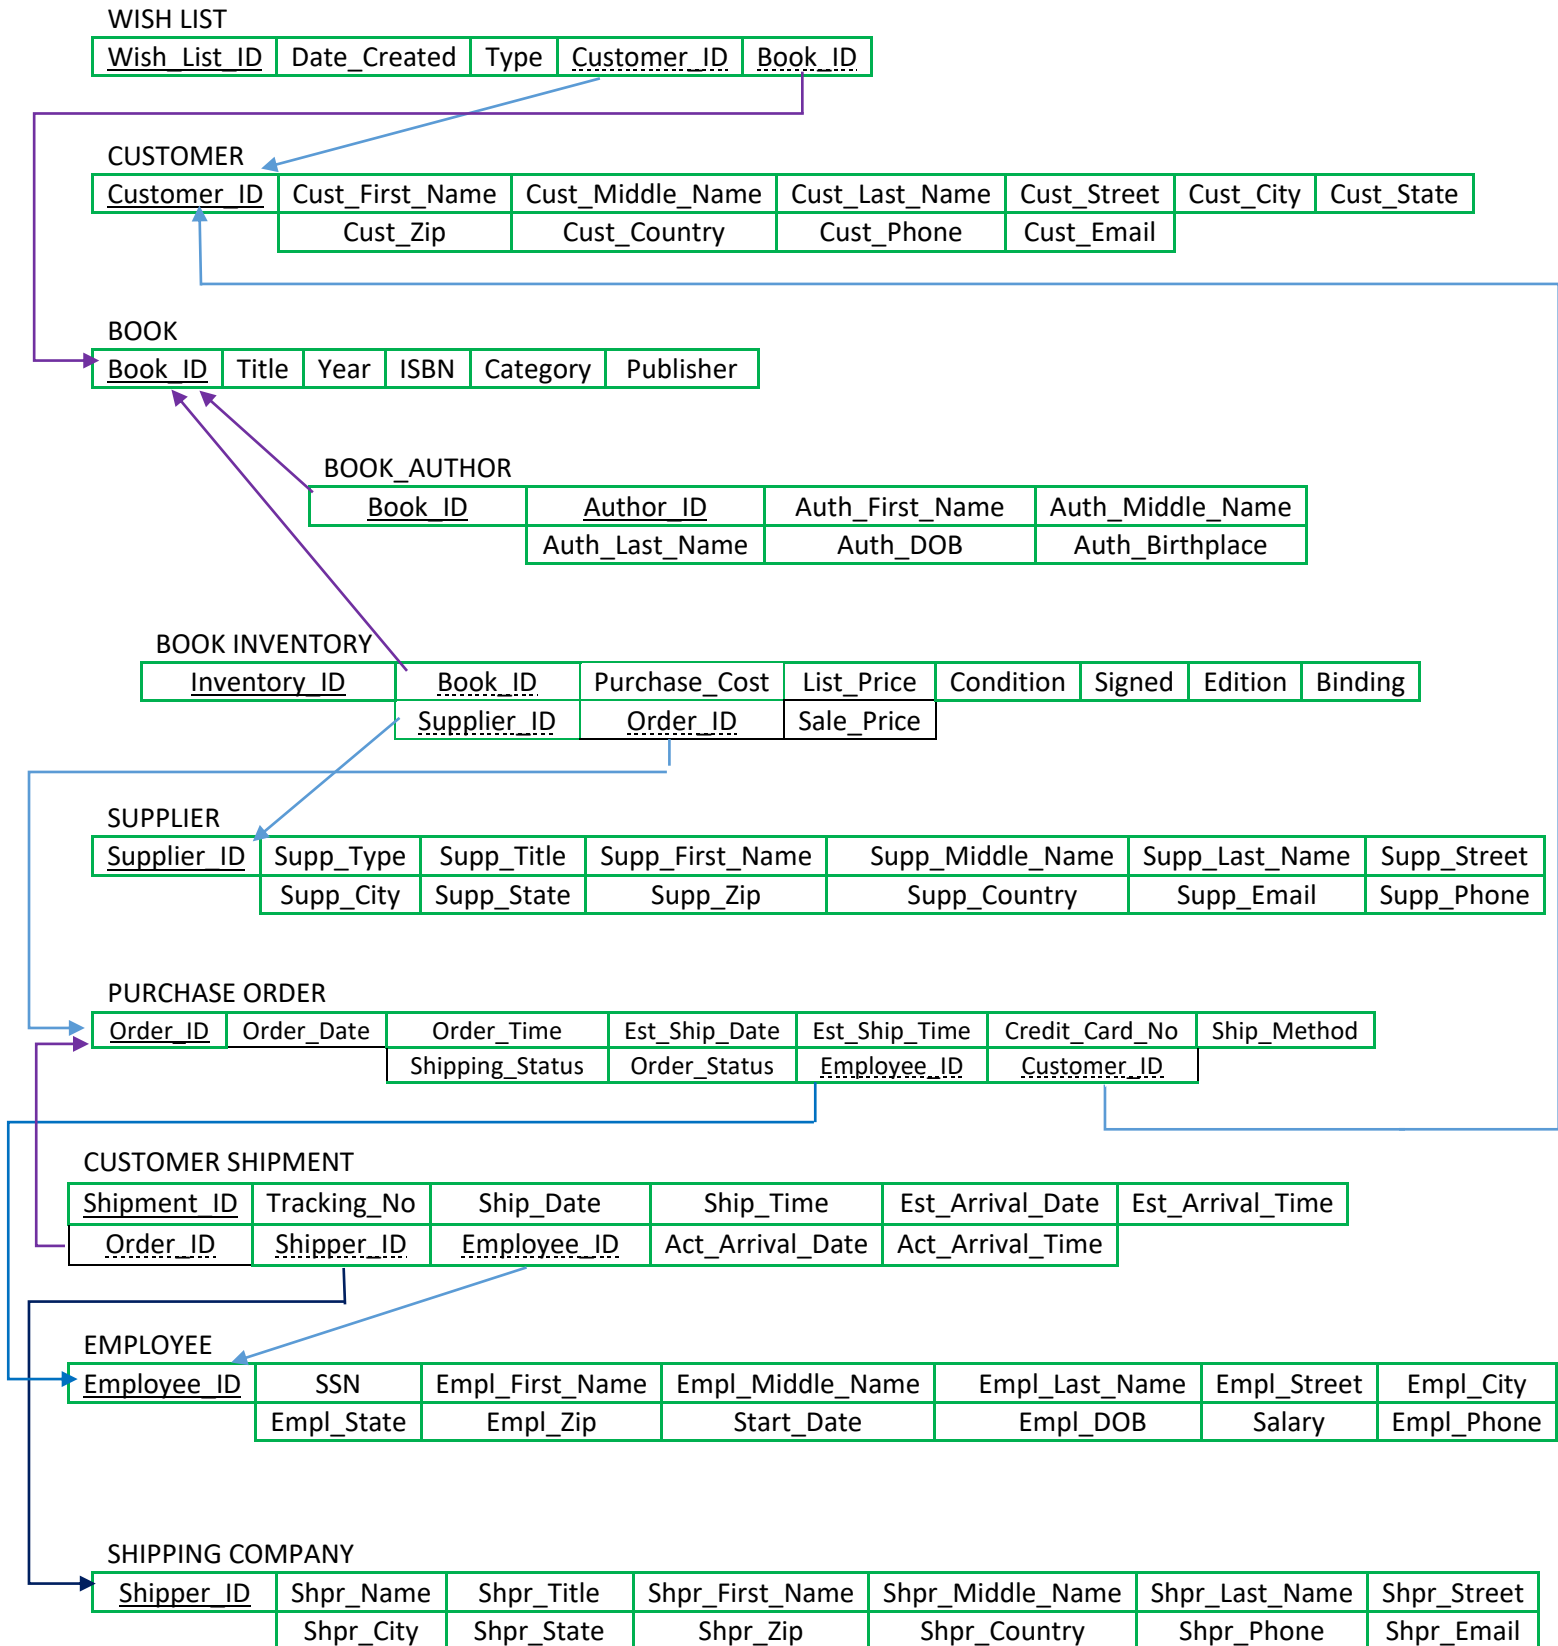 WISH LIST
Wish_List_ID Date_Created Type Customer_ID Book_ID
CUSTOMER
Customer_ID Cust_First_Name Cust_Middle_Name Cust_Last_Name Cust_Street Cust_City Cust_State
Cust_Zip Cust_Country Cust_Phone Cust_Email
BOOK
Book_ID Title Year ISBN Category Publisher
BOOK_AUTHOR
Book_ID Author_ID Auth_First_Name Auth_Middle_Name
Auth_Last_Name Auth_DOB Auth_Birthplace
BOOK INVENTORY
Inventory_ID Book_ID Purchase_Cost List_Price Condition Signed Edition Binding
Supplier_ID Order_ID Sale_Price
SUPPLIER
Supplier_ID Supp_Type Supp_Title Supp_First_Name Supp_Middle_Name Supp_Last_Name Supp_Street
Supp_City Supp_State Supp_Zip Supp_Country Supp_Email Supp_Phone
PURCHASE ORDER
Order_ID Order_Date Order_Time Est_Ship_Date Est_Ship_Time Credit_Card_No Ship_Method
Shipping_Status Order_Status Employee_ID Customer_ID
CUSTOMER SHIPMENT
Shipment_ID Tracking_No Ship_Date Ship_Time Est_Arrival_Date Est_Arrival_Time
Order_ID Shipper_ID Employee_ID Act_Arrival_Date Act_Arrival_Time
EMPLOYEE
Employee_ID SSN Empl_First_Name Empl_Middle_Name Empl_Last_Name Empl_Street Empl_City
Empl_State Empl_Zip Start_Date Empl_DOB Salary Empl_Phone
SHIPPING COMPANY
Shipper_ID Shpr_Name Shpr_Title Shpr_First_Name Shpr_Middle_Name Shpr_Last_Name Shpr_Street
Shpr_City Shpr_State Shpr_Zip Shpr_Country Shpr_Phone Shpr_Email